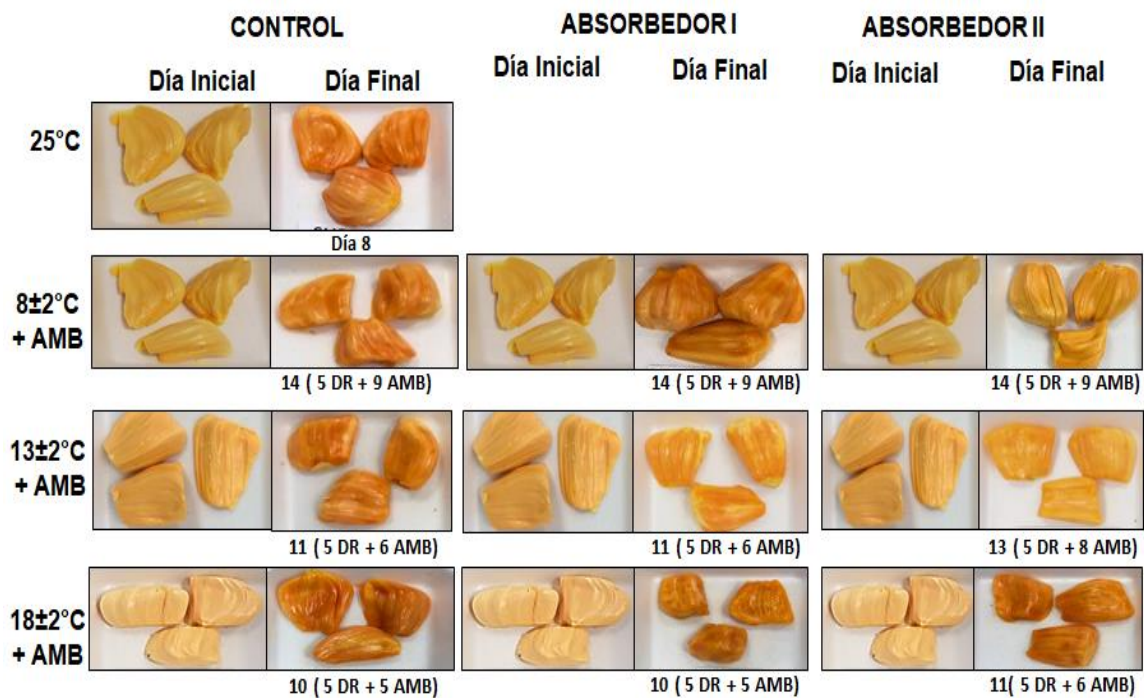 CONTROL
ABSORBEDOR I
ABSORBEDOR II
Día Inicial
Día Final
Día Inicial
Día Final
Día Inicial
Día Final
25°C
Día 8
8±2°C
+ AMB
14 ( 5 DR + 9 AMB)
14 ( 5 DR + 9 AMB)
14 ( 5 DR + 9 AMB)
13±2°C
+ AMB
11 ( 5 DR + 6 AMB)
11 ( 5 DR + 6 AMB)
13 ( 5 DR + 8 AMB)
18±2°C
+ AMB
10 ( 5 DR + 5 AMB)
10 ( 5 DR + 5 AMB)
11( 5 DR + 6 AMB)